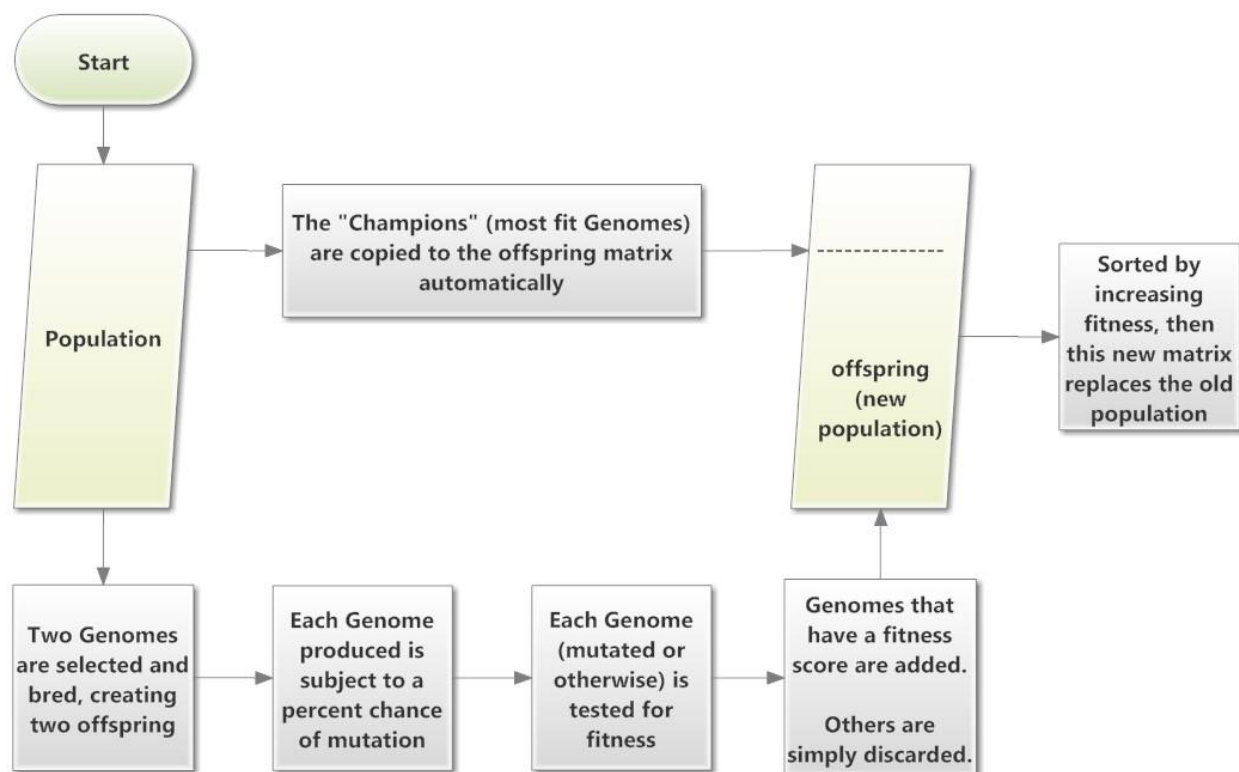 Start
Population
The "Champions" (most fit Genomes)
are copied to the offspring matrix
automatically
offspring
(new
population)
Sorted by
increasing
fitness, then
this new matrix
replaces the old
population
Two Genomes
are selected and
bred, creating
two offspring
Each Genome
produced is
subject to a
percent chance
of mutation
Each Genome
(mutated or
otherwise) is
tested for
fitness
Genomes that
have a fitness
score are added.
Others are
simply discarded.